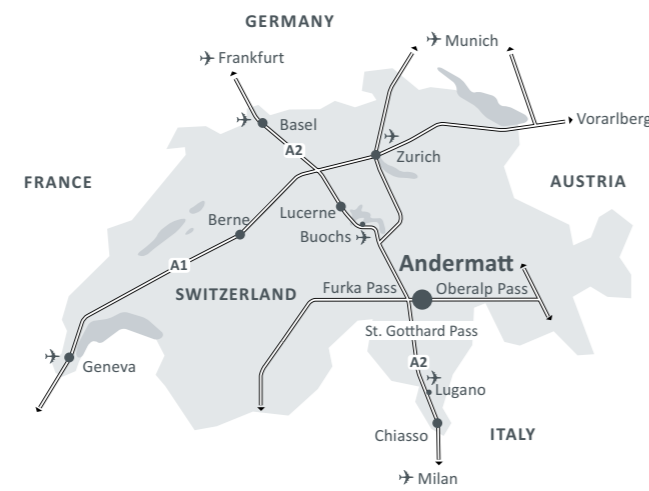 GERMANY
Munich
Frankfurt
Vorarlberg
Basel
A2
Zurich
FRANCE
AUSTRIA
Lucerne
Berne
Buochs
A1
Andermatt
SWITZERLAND
Furka Pass
Oberalp Pass
St. Gotthard Pass
A2
Geneva
Lugano
Chiasso
ITALY
Milan